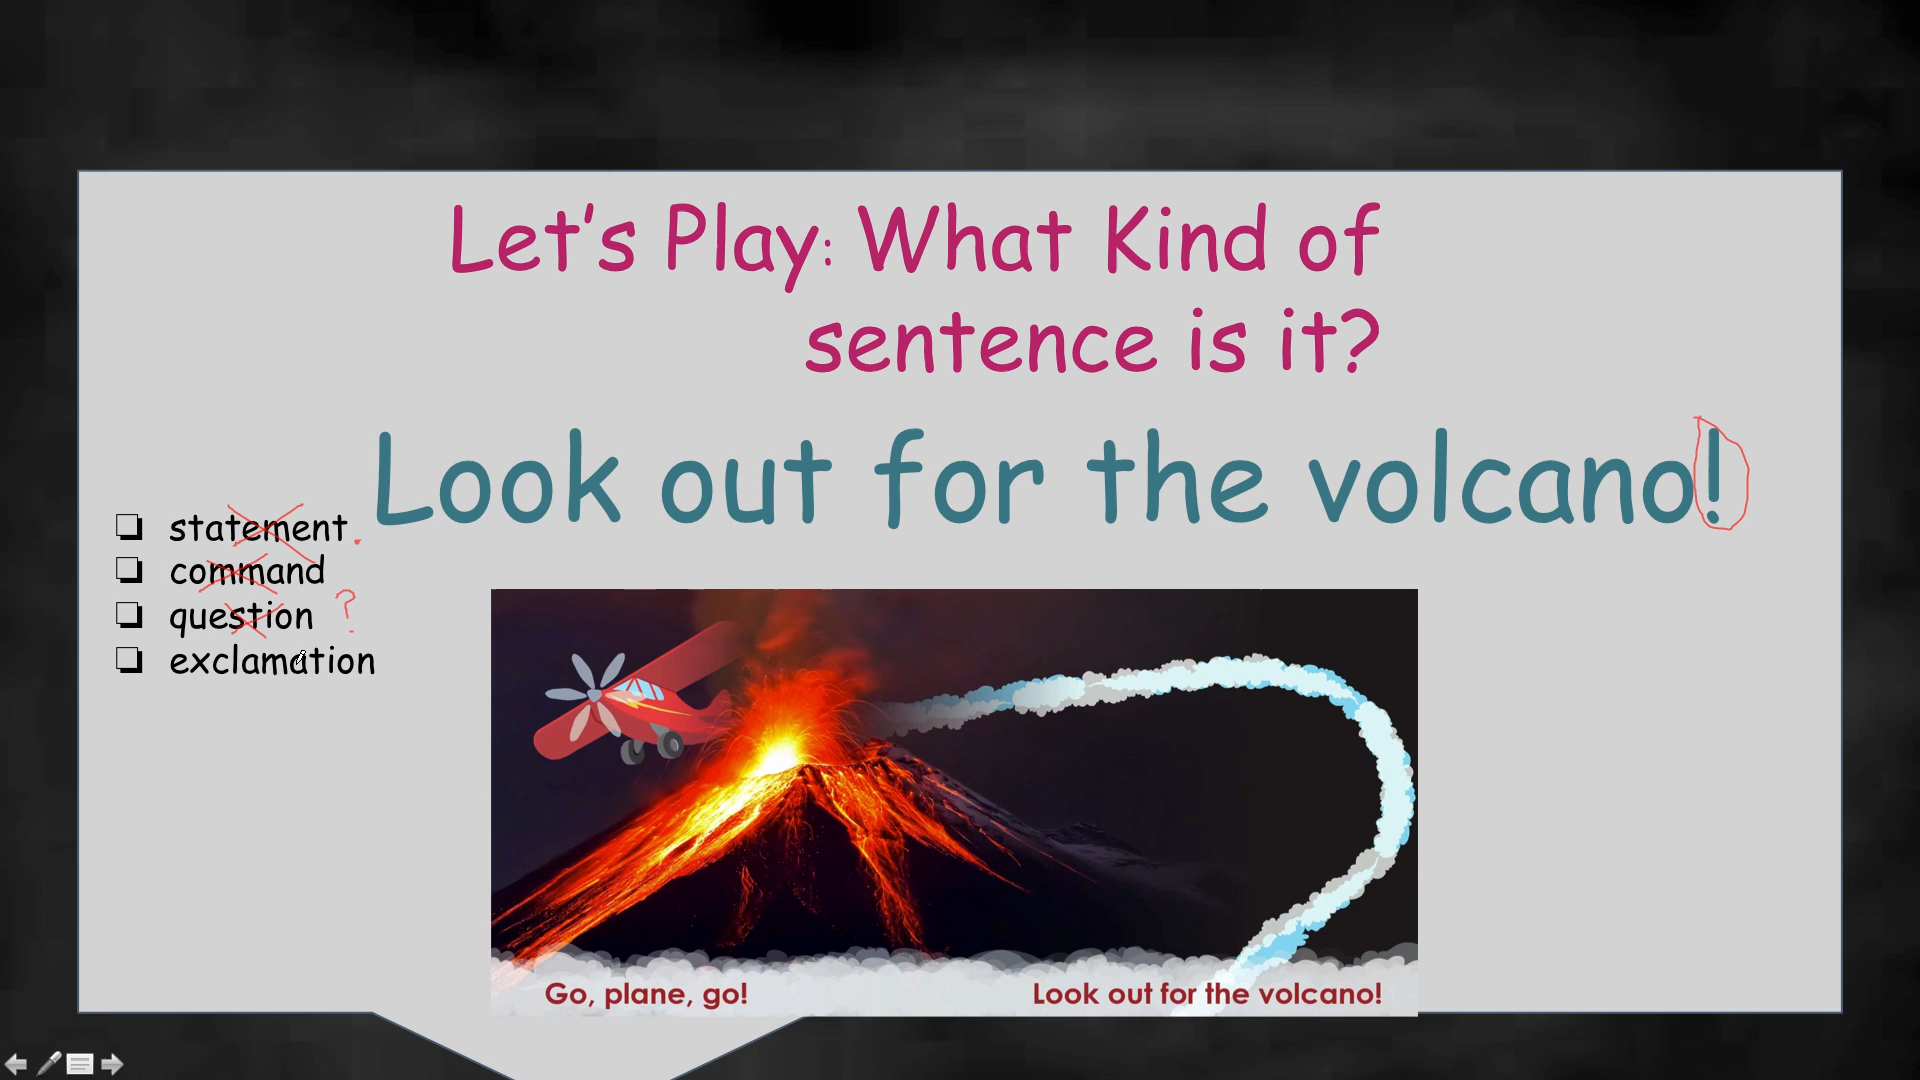 Let's Play: What Kind of
sentence is it?
Look out for the volcano!
❏ statement.
❏ command
❏ question ?
❏ exclamation
Go, plane, go!
Look out for the volcano!